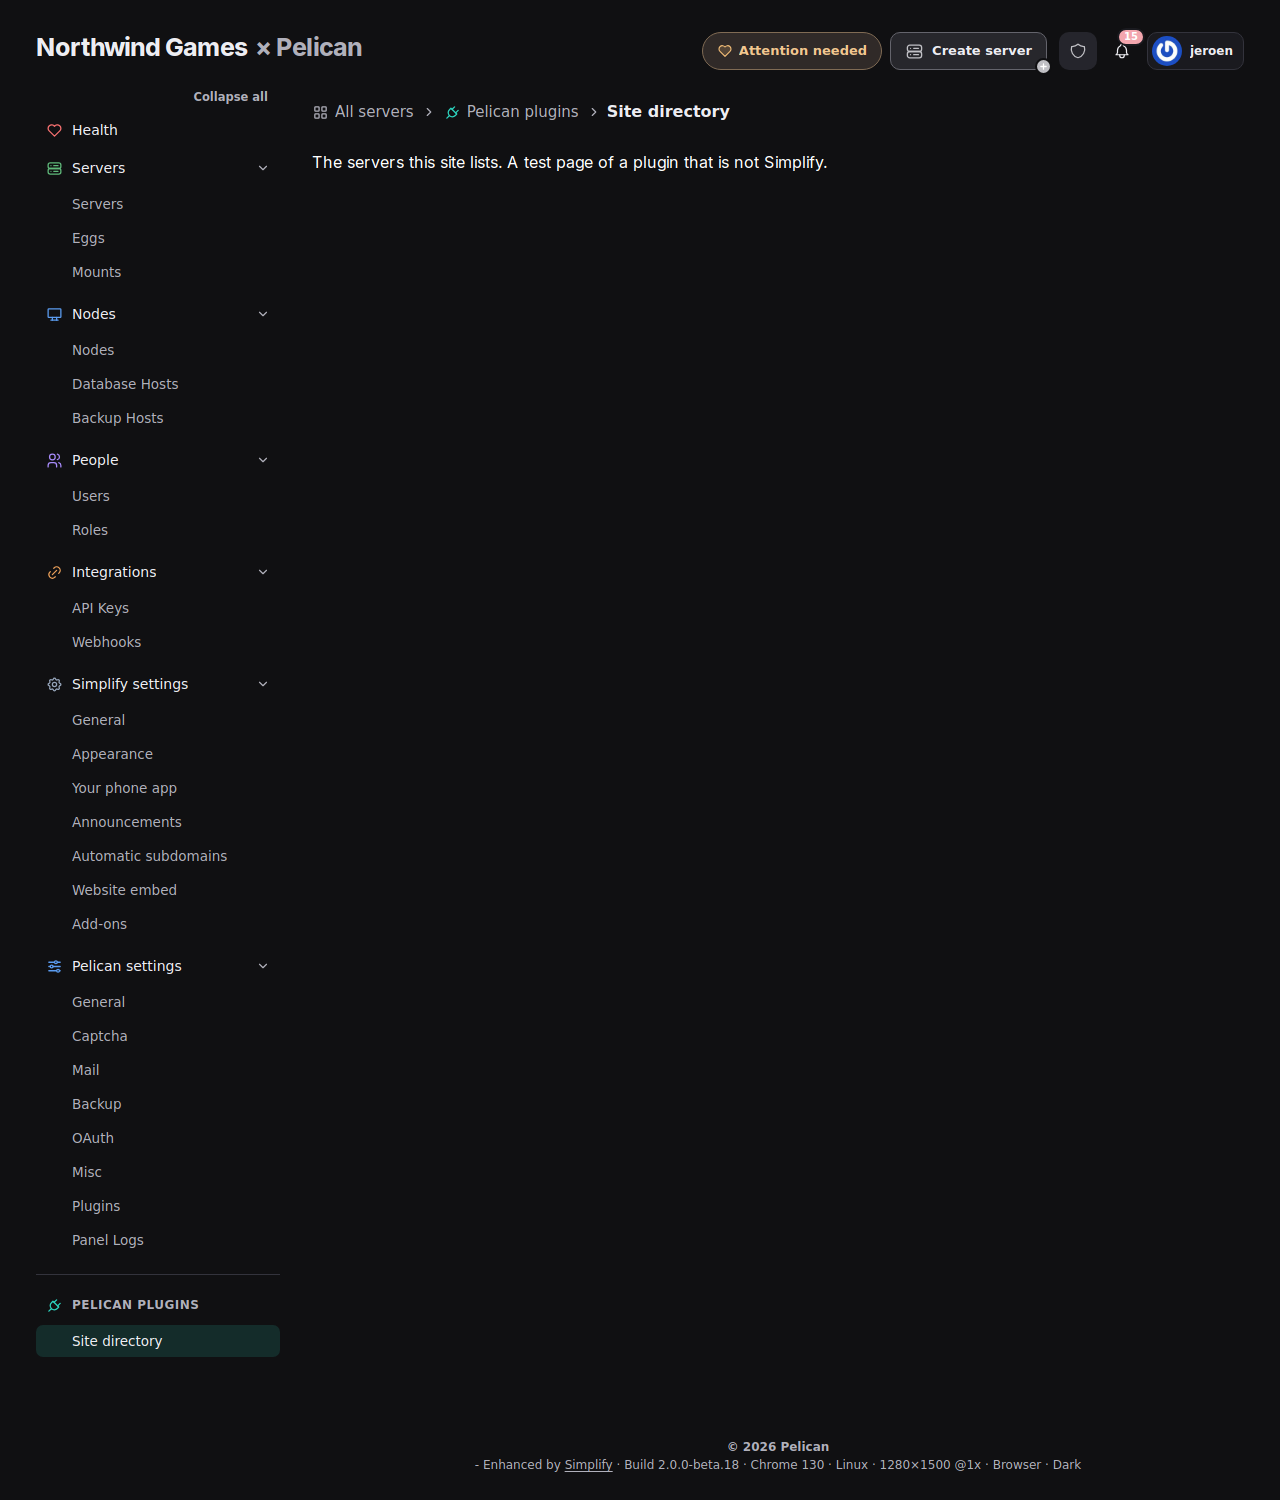 Northwind Games × Pelican
Attention needed
Create server
15
jeroen
Collapse all
All servers > Pelican plugins > Site directory
The servers this site lists. A test page of a plugin that is not Simplify.
Health
Servers
Servers
Eggs
Mounts
Nodes
Nodes
Database Hosts
Backup Hosts
People
Users
Roles
Integrations
API Keys
Webhooks
Simplify settings
General
Appearance
Your phone app
Announcements
Automatic subdomains
Website embed
Add-ons
Pelican settings
General
Captcha
Mail
Backup
OAuth
Misc
Plugins
Panel Logs
PELICAN PLUGINS
Site directory
© 2026 Pelican
- Enhanced by Simplify · Build 2.0.0-beta.18 · Chrome 130 · Linux · 1280×1500 @1x · Browser · Dark